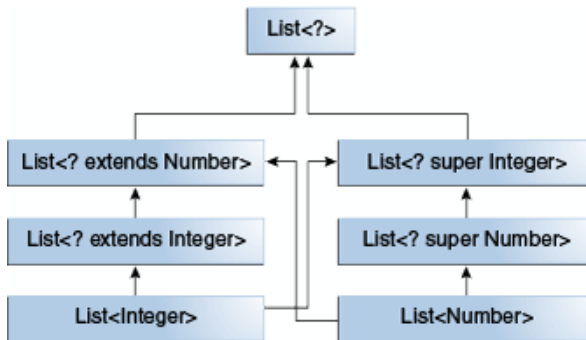 List<?>
List<? extends Number>
List<? super Integer>
List<? extends Integer>
List<? super Number>
List<Integer>
List<Number>